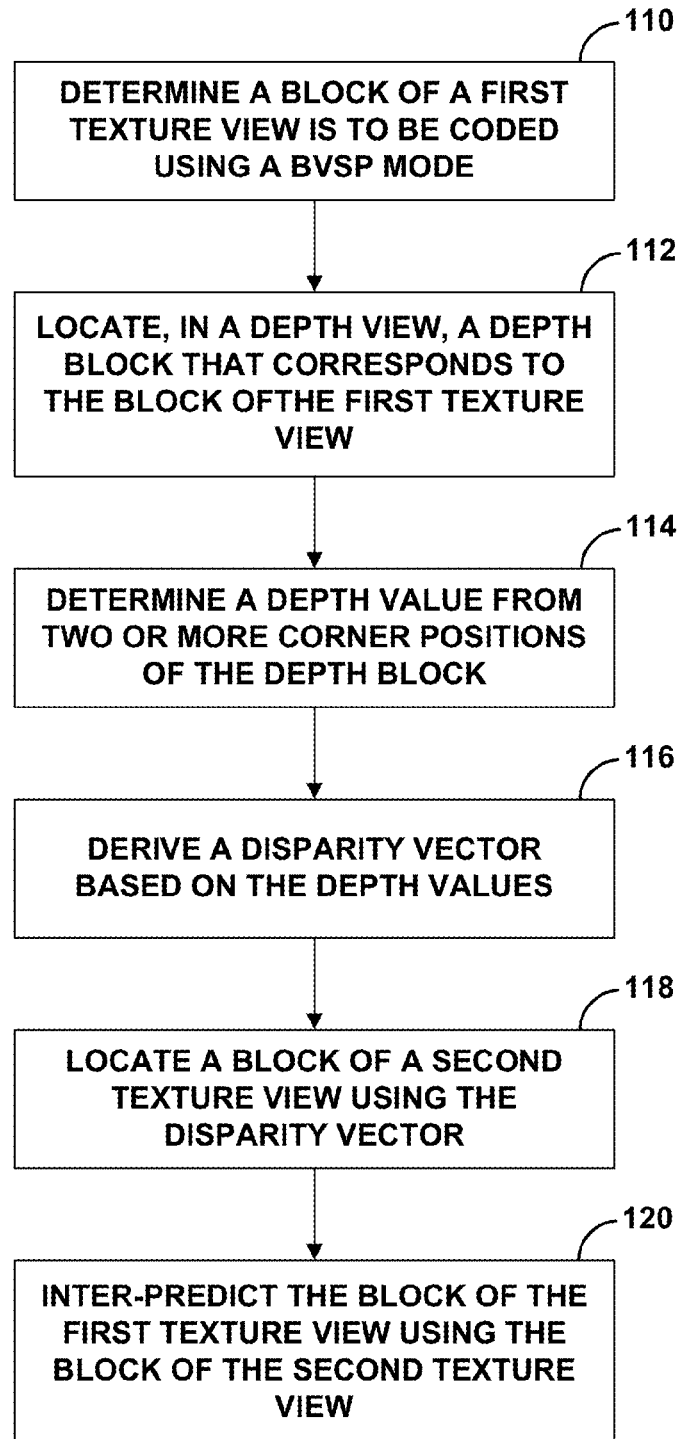 110
DETERMINE A BLOCK OF A FIRST
TEXTURE VIEW IS TO BE CODED
USING A BVSP MODE
112
LOCATE, IN A DEPTH VIEW, A DEPTH
BLOCK THAT CORRESPONDS TO
THE BLOCK OFTHE FIRST TEXTURE
VIEW
114
DETERMINE A DEPTH VALUE FROM
TWO OR MORE CORNER POSITIONS
OF THE DEPTH BLOCK
116
DERIVE A DISPARITY VECTOR
BASED ON THE DEPTH VALUES
118
LOCATE A BLOCK OF A SECOND
TEXTURE VIEW USING THE
DISPARITY VECTOR
120
INTER-PREDICT THE BLOCK OF THE
FIRST TEXTURE VIEW USING THE
BLOCK OF THE SECOND TEXTURE
VIEW